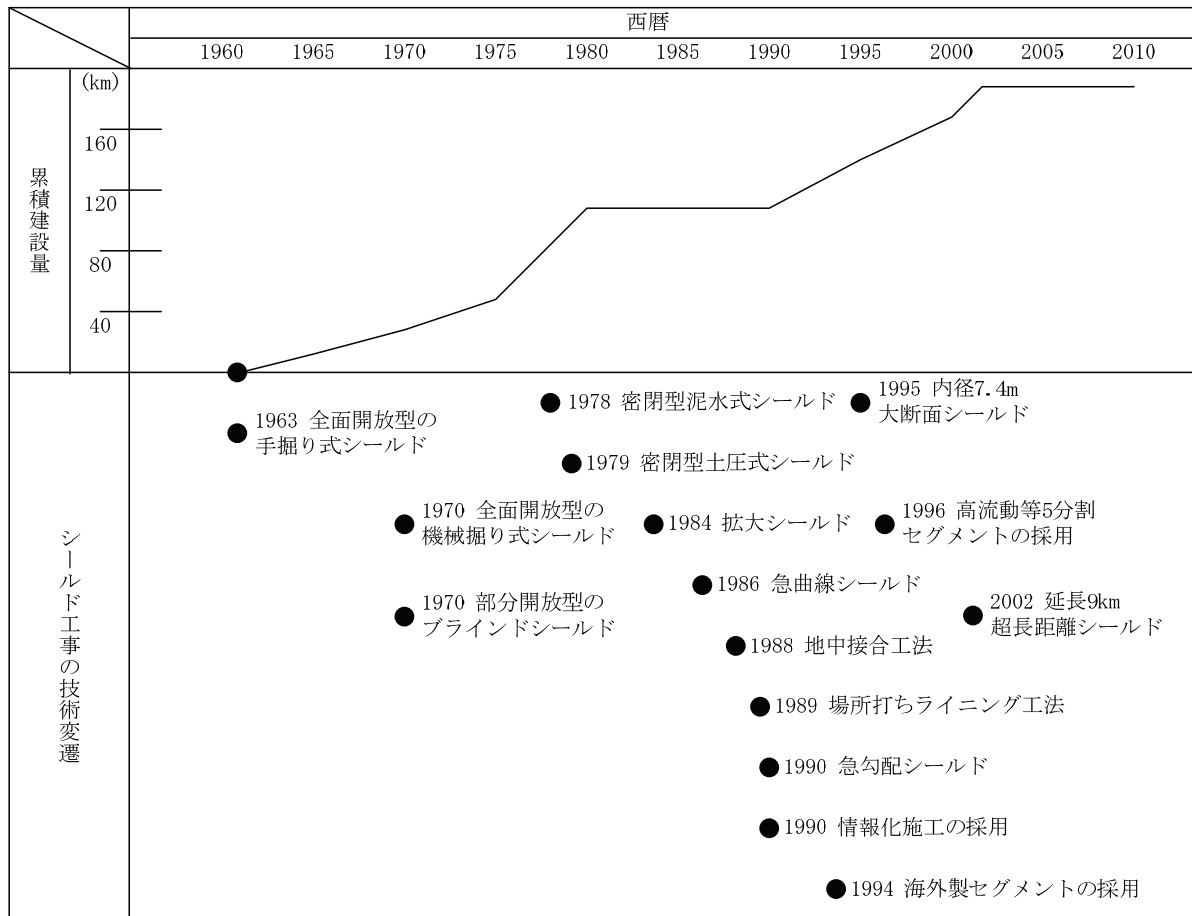 西暦
1960 1965 1970 1975 1980 1985 1990 1995 2000 2005 2010
累積建設量
(km)
160
120
80
40
シールド工事の技術変遷
1963 全面開放型の
手掘り式シールド
1970 全面開放型の
機械掘り式シールド
1970 部分開放型の
ブラインドシールド
1978 密閉型泥水式シールド
1979 密閉型土圧式シールド
1984 拡大シールド
1986 急曲線シールド
1988 地中接合工法
1989 場所打ちライニング工法
1990 急勾配シールド
1990 情報化施工の採用
1994 海外製セグメントの採用
1995 内径7.4m
大断面シールド
1996 高流動等5分割
セグメントの採用
2002 延長9km
超長距離シールド